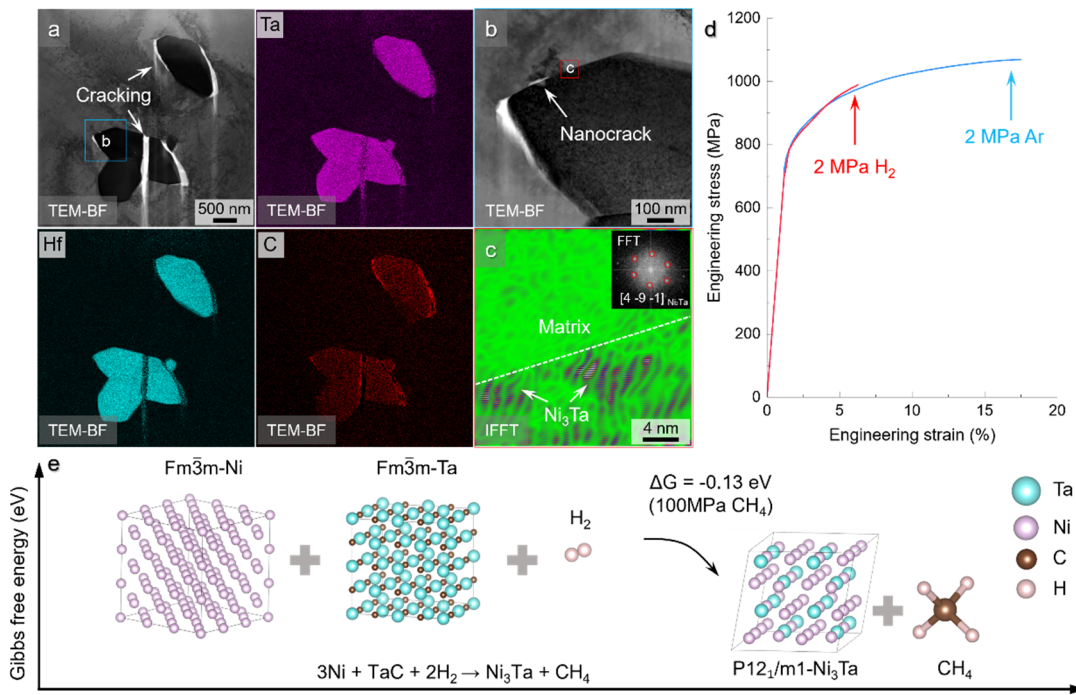 a
Cracking
b
TEM-BF
500 nm
Ta
TEM-BF
b
c
Nanocrack
TEM-BF
100 nm
Hf
TEM-BF
C
TEM-BF
c
FFT
[4 -9 -1] Ni₃Ta
Matrix
Ni₃Ta
IFFT
4 nm
d
Engineering stress (MPa)
1200
1000
800
600
400
200
0
0
5
10
15
20
Engineering strain (%)
2 MPa H₂
2 MPa Ar
e
Gibbs free energy (eV)
Fm3̅m-Ni
Fm3̅m-Ta
H₂
ΔG = -0.13 eV
(100MPa CH₄)
3Ni + TaC + 2H₂ → Ni₃Ta + CH₄
P12₁/m1-Ni₃Ta
CH₄
Ta
Ni
C
H